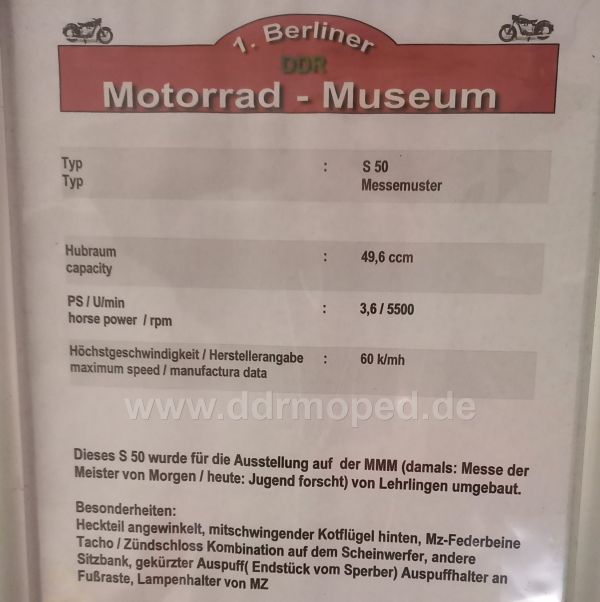 1. Berliner
DDR
Motorrad - Museum
Typ : S 50
Typ Messemuster
Hubraum : 49,6 ccm
capacity
PS / U/min : 3,6 / 5500
horse power / rpm
Höchstgeschwindigkeit / Herstellerangabe : 60 k/mh
maximum speed / manufactura data
www.ddrmoped.de
Dieses S 50 wurde für die Ausstellung auf der MMM (damals: Messe der
Meister von Morgen / heute: Jugend forscht) von Lehrlingen umgebaut.
Besonderheiten:
Heckteil angewinkelt, mitschwingender Kotflügel hinten, Mz-Federbeine
Tacho / Zündschloss Kombination auf dem Scheinwerfer, andere
Sitzbank, gekürzter Auspuff( Endstück vom Sperber) Auspuffhalter an
Fußraste, Lampenhalter von MZ